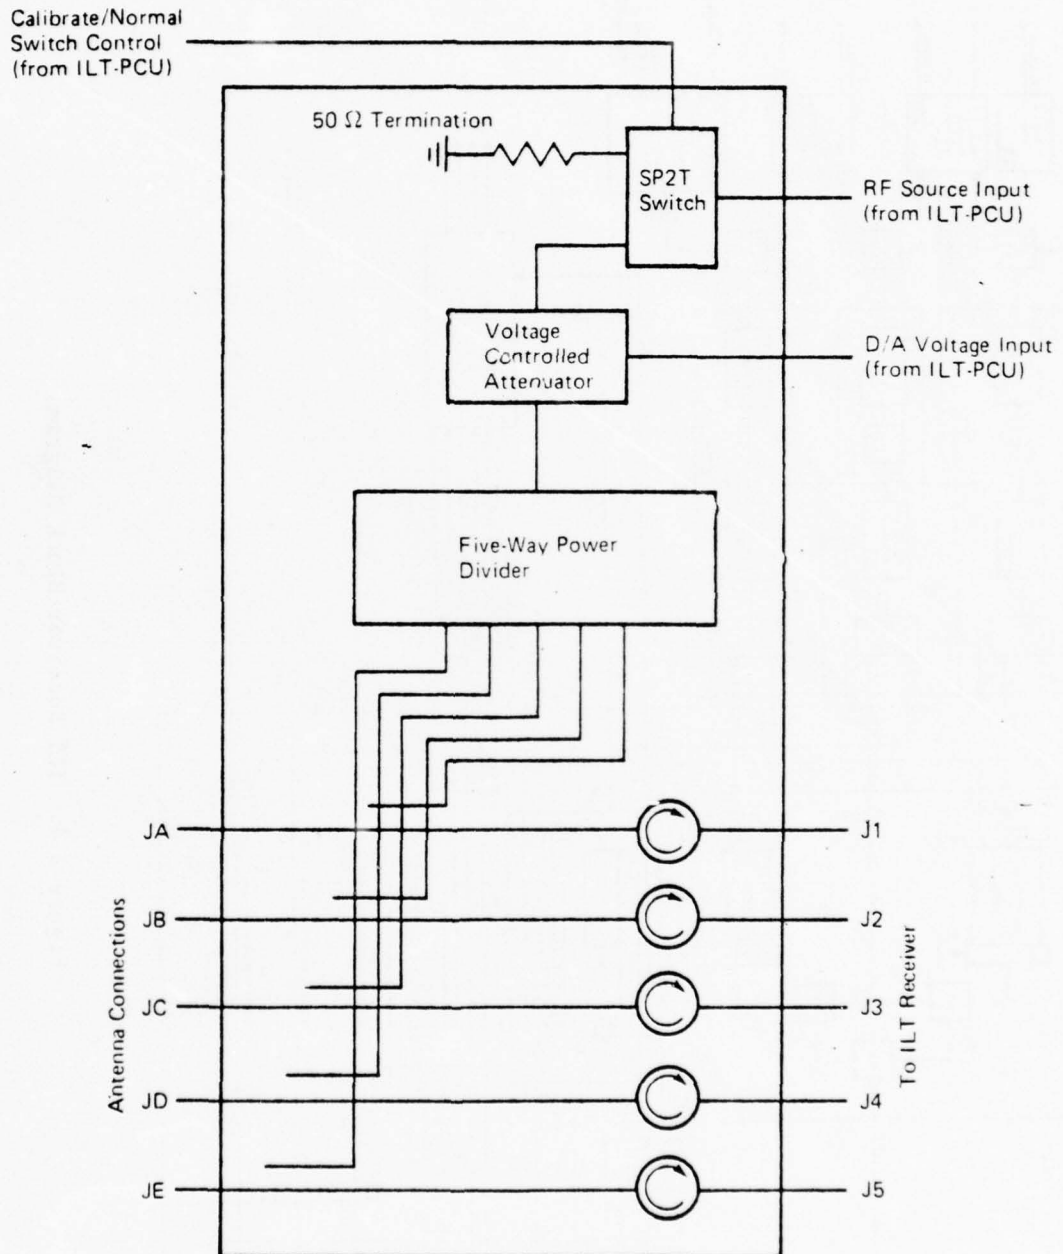 Calibrate/Normal
Switch Control
(from ILT-PCU)
50 Ω Termination
SP2T
Switch
RF Source Input
(from ILT-PCU)
Voltage
Controlled
Attenuator
D/A Voltage Input
(from ILT-PCU)
Five-Way Power
Divider
Antenna Connections
JA
JB
JC
JD
JE
J1
J2
J3
J4
J5
To ILT Receiver